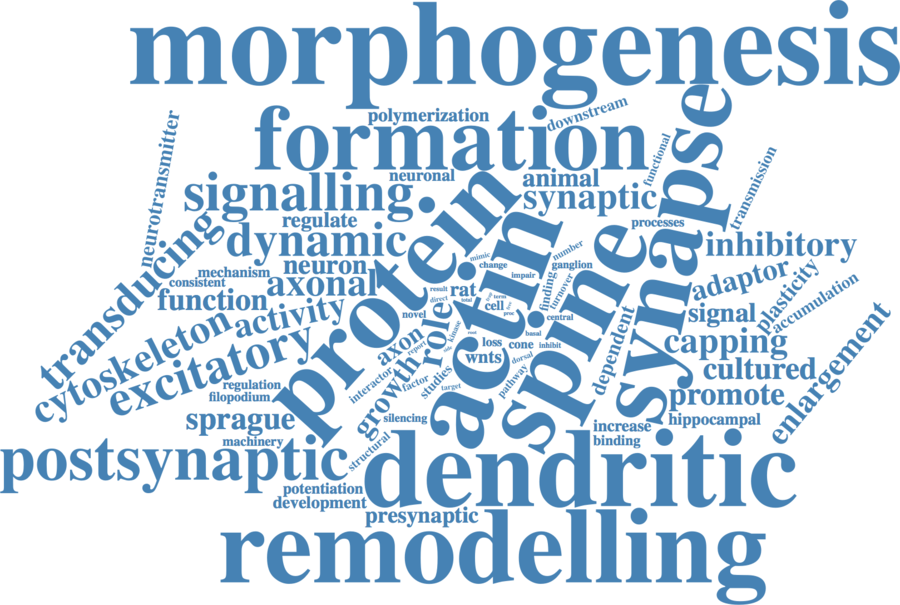 morphogenesis
polymerization
downstream
formation
neurotransmitter
neuronal
animal
functional
signalling
synaptic
transmission
regulate
processes
protein
synapse
dynamic
inhibitory
transducing
neuron
mimic
number
mechanism
change
ganglion
adaptor
consistent
axonal
impair
plasticity
rat
finding
turnover
function
result
term
accumulation
direct
total
cell
activity
signal
novel
central
actin
spine
cytoskeleton
role
kinase
basal
dependent
capping
axon
loss
cone
inhibit
excitatory
report
wnts
dorsal
cultured
enlargement
interactor
factor
studies
target
pathway
regulation
filopodium
growth
promote
sprague
silencing
hippocampal
increase
machinery
binding
postsynaptic
structural
dendritic
potentiation
development
presynaptic
remodelling